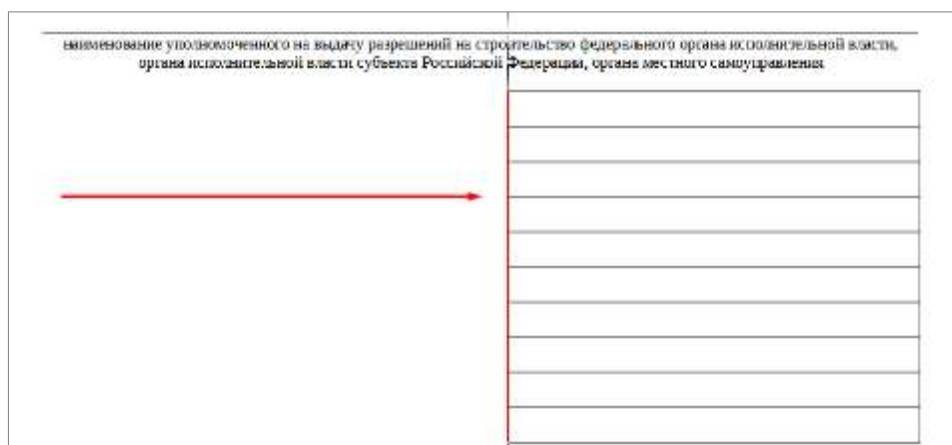 наименование уполномоченного на выдачу разрешений на строительство федерального органа исполнительной власти,
органа исполнительной власти субъекта Российской Федерации, органа местного самоуправления